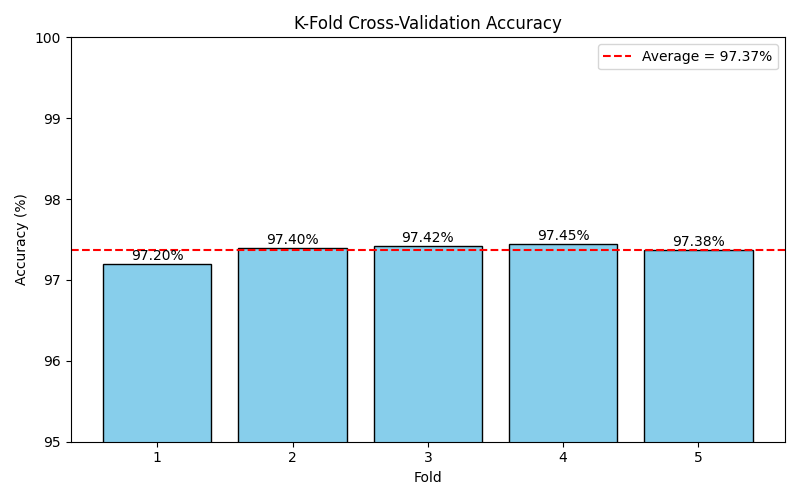 K-Fold Cross-Validation Accuracy
Average = 97.37%
Accuracy (%)
100
99
98
97
96
95
97.20%
97.40%
97.42%
97.45%
97.38%
1 2 3 4 5
Fold